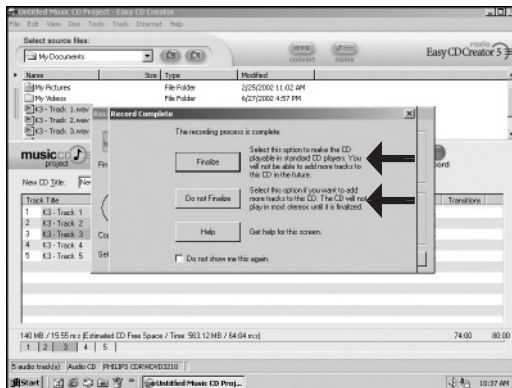 Untitled Music CD Project - Easy CD Creator
File Edit View Disc Tools Track Internet Help
Select source files:
My Documents
convert
name
roxio
Easy CD Creator 5
Name Size Type Modified
My Pictures File Folder 2/25/2002 11:02 AM
My Videos File Folder 6/27/2002 4:57 PM
K3 - Track 1.wav
K3 - Track 2.wav
K3 - Track 3.wav
Record Complete
The recording process is complete.
Finalize
Select this option to make the CD
playable in standard CD players. You
will not be able to add more tracks to
this CD in the future.
Do not Finalize
Select this option if you want to add
more tracks to this CD. The CD will not
play in most stereos until it is finalized.
Help
Get help for this screen.
Do not show me this again.
music CD
project
New CD Title:
Track Title Transitions
1 K3 - Track 1
2 K3 - Track 2
3 K3 - Track 3
4 K3 - Track 4
5 K3 - Track 5
140 MB / 15:55 m:s (Estimated CD Free Space / Time 563.12 MB / 64:04 m:s) 74:00 80:00
1 2 3 4 5
5 audio track(s) Audio CD PHILIPS CDRWDVD3210
Start Untitled Music CD Proj... 10:37 AM